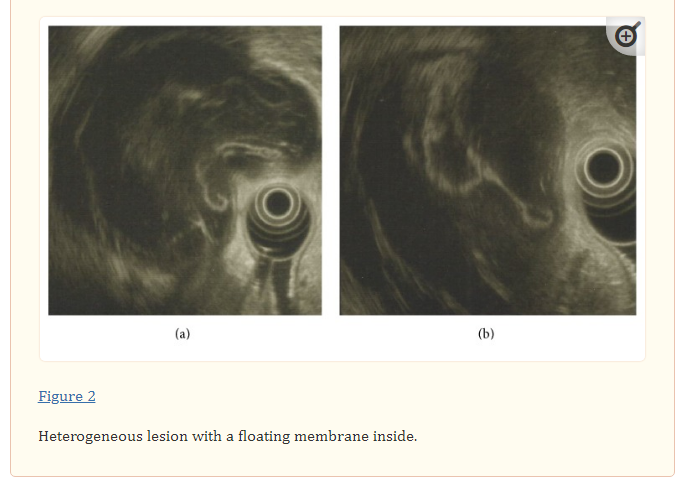 (a)
(b)
Figure 2
Heterogeneous lesion with a floating membrane inside.